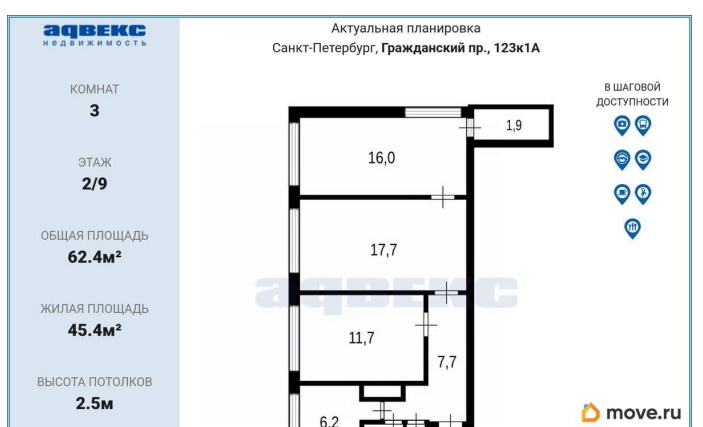 адвекс
недвижимость
Актуальная планировка
Санкт-Петербург, Гражданский пр., 123к1А
КОМНАТ
3
ЭТАЖ
2/9
ОБЩАЯ ПЛОЩАДЬ
62.4м²
ЖИЛАЯ ПЛОЩАДЬ
45.4м²
ВЫСОТА ПОТОЛКОВ
2.5м
В ШАГОВОЙ
ДОСТУПНОСТИ
1,9
16,0
17,7
адвекс
11,7
7,7
6,2
move.ru